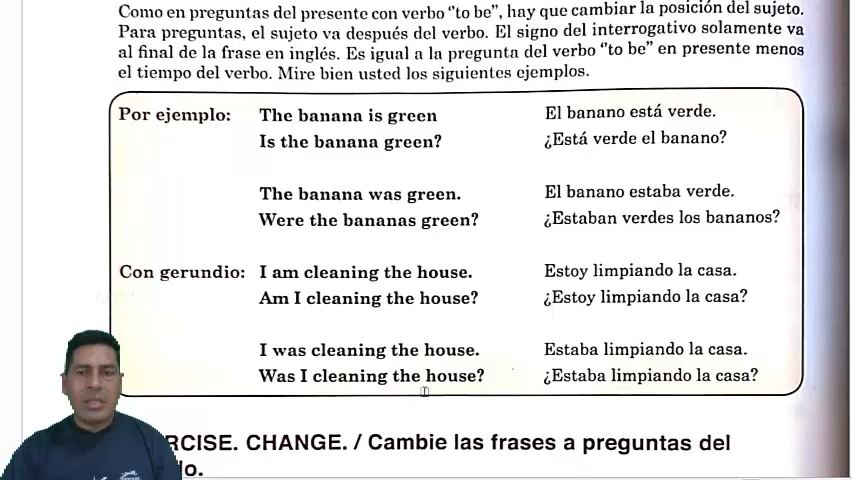 Como en preguntas del presente con verbo "to be", hay que cambiar la posición del sujeto.
Para preguntas, el sujeto va después del verbo. El signo del interrogativo solamente va
al final de la frase en inglés. Es igual a la pregunta del verbo "to be" en presente menos
el tiempo del verbo. Mire bien usted los siguientes ejemplos.
Por ejemplo: The banana is green El banano está verde.
Is the banana green? ¿Está verde el banano?
The banana was green. El banano estaba verde.
Were the bananas green? ¿Estaban verdes los bananos?
Con gerundio: I am cleaning the house. Estoy limpiando la casa.
Am I cleaning the house? ¿Estoy limpiando la casa?
I was cleaning the house. Estaba limpiando la casa.
Was I cleaning the house? ¿Estaba limpiando la casa?
RCISE. CHANGE. / Cambie las frases a preguntas del
lo.